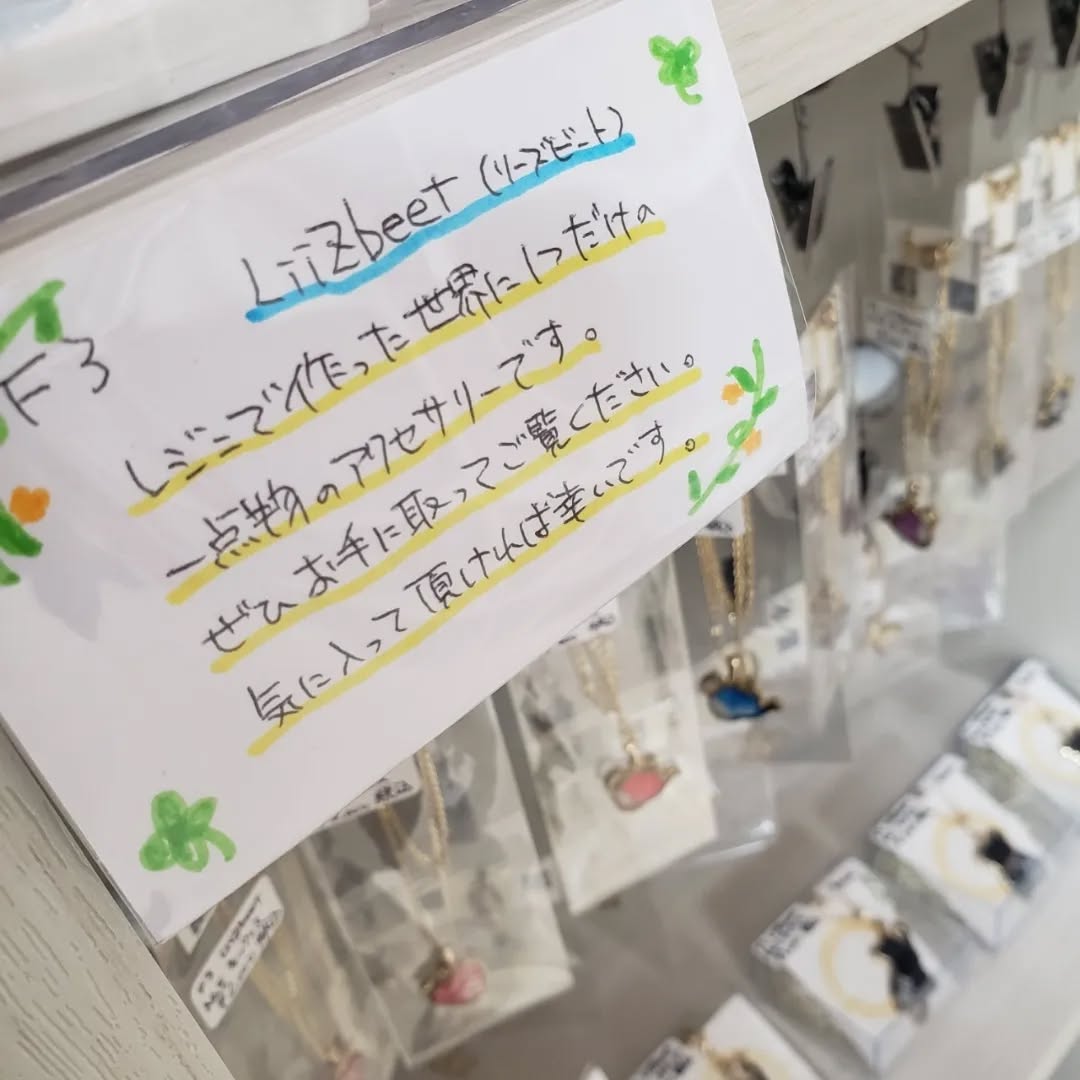 LiiZbeet (リーズビート)
F3
レジンで作った世界に1つだけの
一点物のアクセサリーです。
ぜひお手に取ってご覧ください。
気に入って頂ければ幸いです。